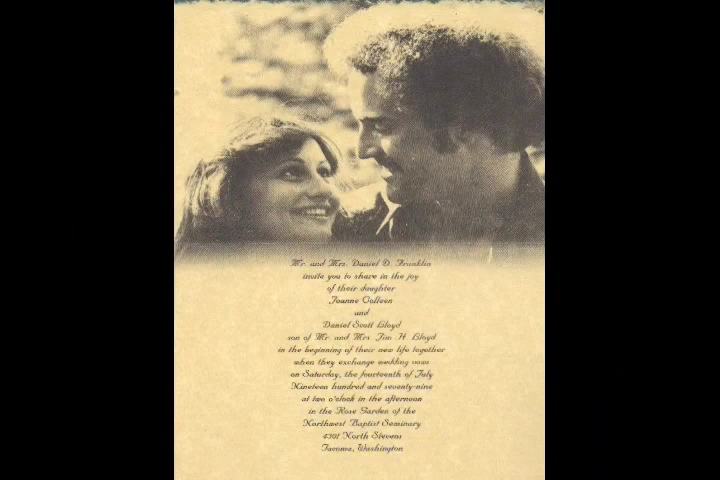 Mr. and Mrs. Daniel D. Franklin
invite you to share in the joy
of their daughter
Joanne Colleen
and
Daniel Scott Lloyd
son of Mr. and Mrs. Jim H. Lloyd
in the beginning of their new life together
when they exchange wedding vows
on Saturday, the fourteenth of July
Nineteen hundred and seventy-nine
at two o'clock in the afternoon
in the Rose Garden of the
Northwest Baptist Seminary
4301 North Stevens
Tacoma, Washington